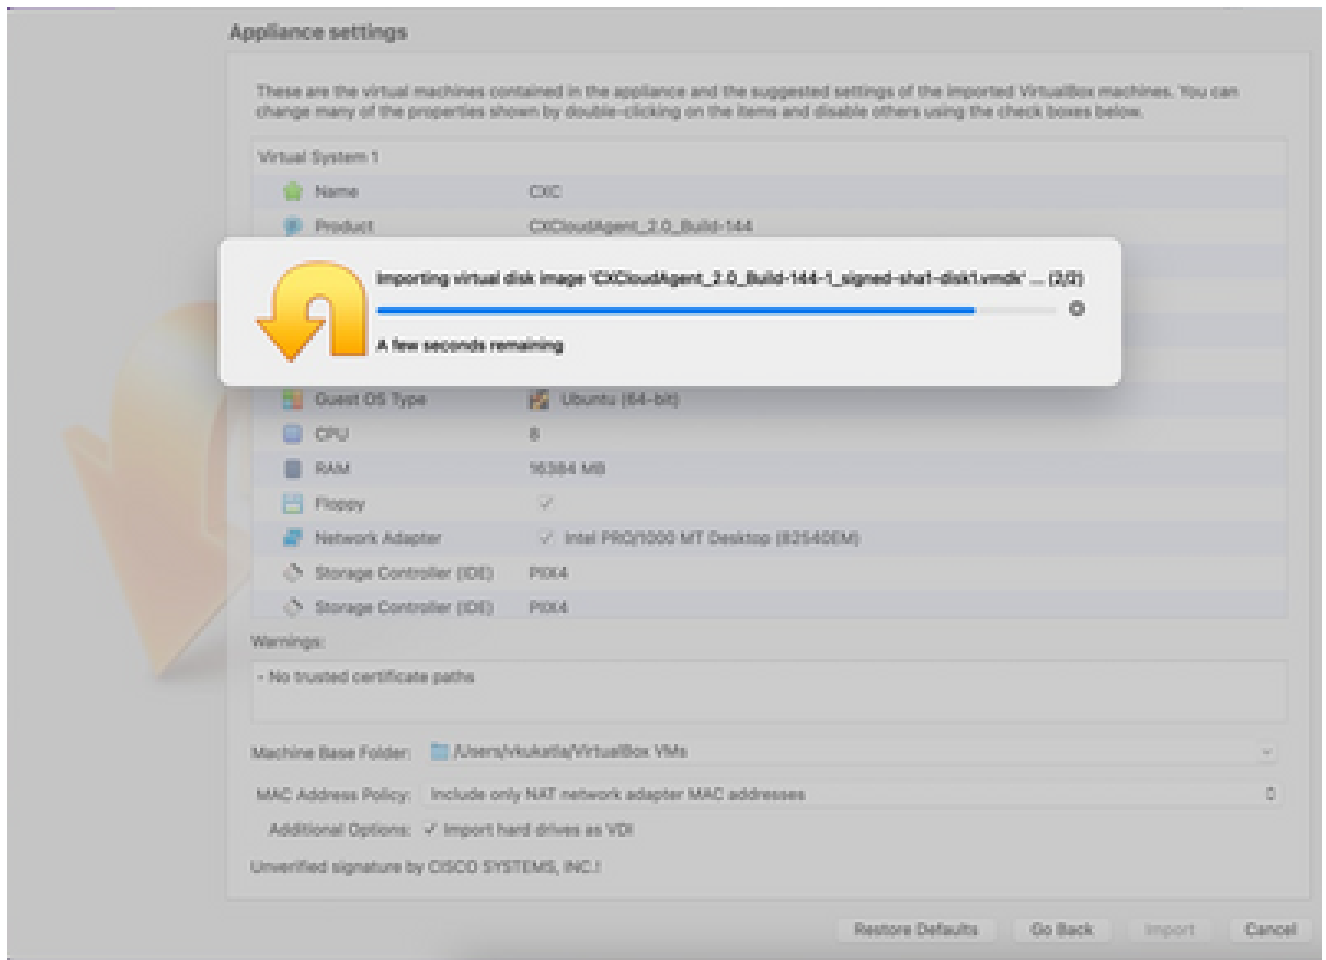 Appliance settings
These are the virtual machines contained in the appliance and the suggested settings of the imported VirtualBox machines. You can
change many of the properties shown by double-clicking on the items and disable others using the check boxes below.
Virtual System 1
Name CXC
Product CXCloudAgent_2.0_Build-144
Importing virtual disk image 'CXCloudAgent_2.0_Build-144-1_signed-sha1-disk1.vmdk' ... (2/2)
A few seconds remaining
Guest OS Type Ubuntu (64-bit)
CPU 8
RAM 16384 MB
Floppy
Network Adapter Intel PRO/1000 MT Desktop (82540EM)
Storage Controller (IDE) PIIX4
Storage Controller (IDE) PIIX4
Warnings:
- No trusted certificate paths
Machine Base Folder: /Users/vkukatla/VirtualBox VMs
MAC Address Policy: Include only NAT network adapter MAC addresses
Additional Options: Import hard drives as VDI
Unverified signature by CISCO SYSTEMS, INC.!
Restore Defaults Go Back Import Cancel